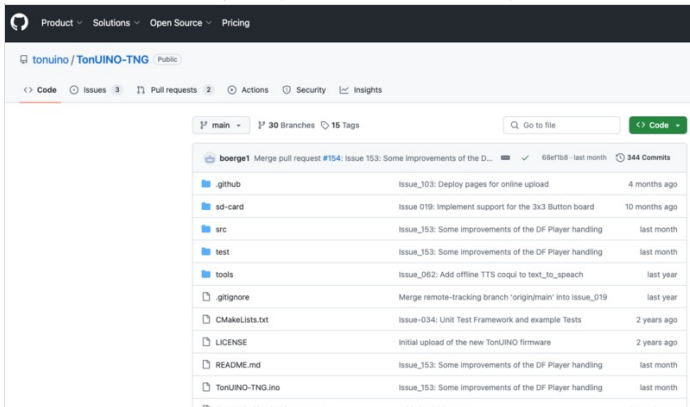 Product Solutions Open Source Pricing
tonuino / TonUINO-TNG Public
Code Issues 3 Pull requests 2 Actions Security Insights
main 30 Branches 15 Tags Go to file Code
boerge1 Merge pull request #154: Issue 153: Some improvements of the D... 68ef1b8 · last month 344 Commits
.github Issue_103: Deploy pages for online upload 4 months ago
sd-card Issue 019: Implement support for the 3x3 Button board 10 months ago
src Issue_153: Some improvements of the DF Player handling last month
test Issue_153: Some improvements of the DF Player handling last month
tools Issue_062: Add offline TTS coqui to text_to_speach last year
.gitignore Merge remote-tracking branch 'origin/main' into issue_019 last year
CMakeLists.txt Issue-034: Unit Test Framework and example Tests 2 years ago
LICENSE Initial upload of the new TonUINO firmware 2 years ago
README.md Issue_153: Some improvements of the DF Player handling last month
TonUINO-TNG.ino Issue_153: Some improvements of the DF Player handling last month